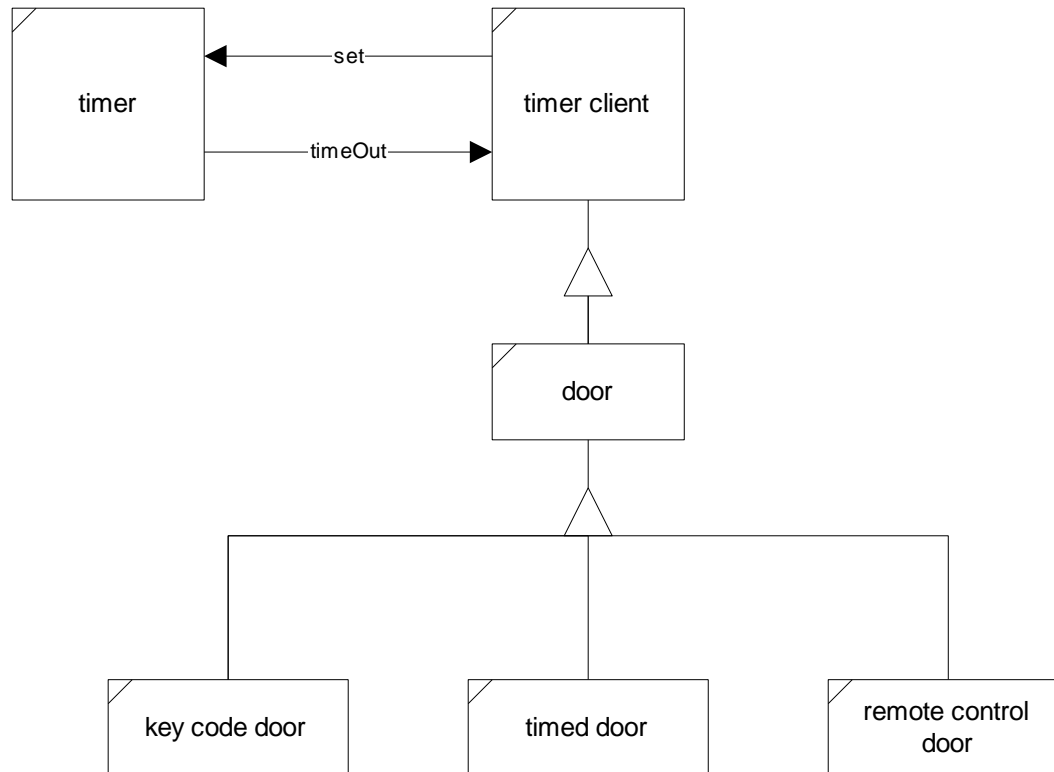 set
timer
timer client
timeOut
door
key code door
timed door
remote control
door